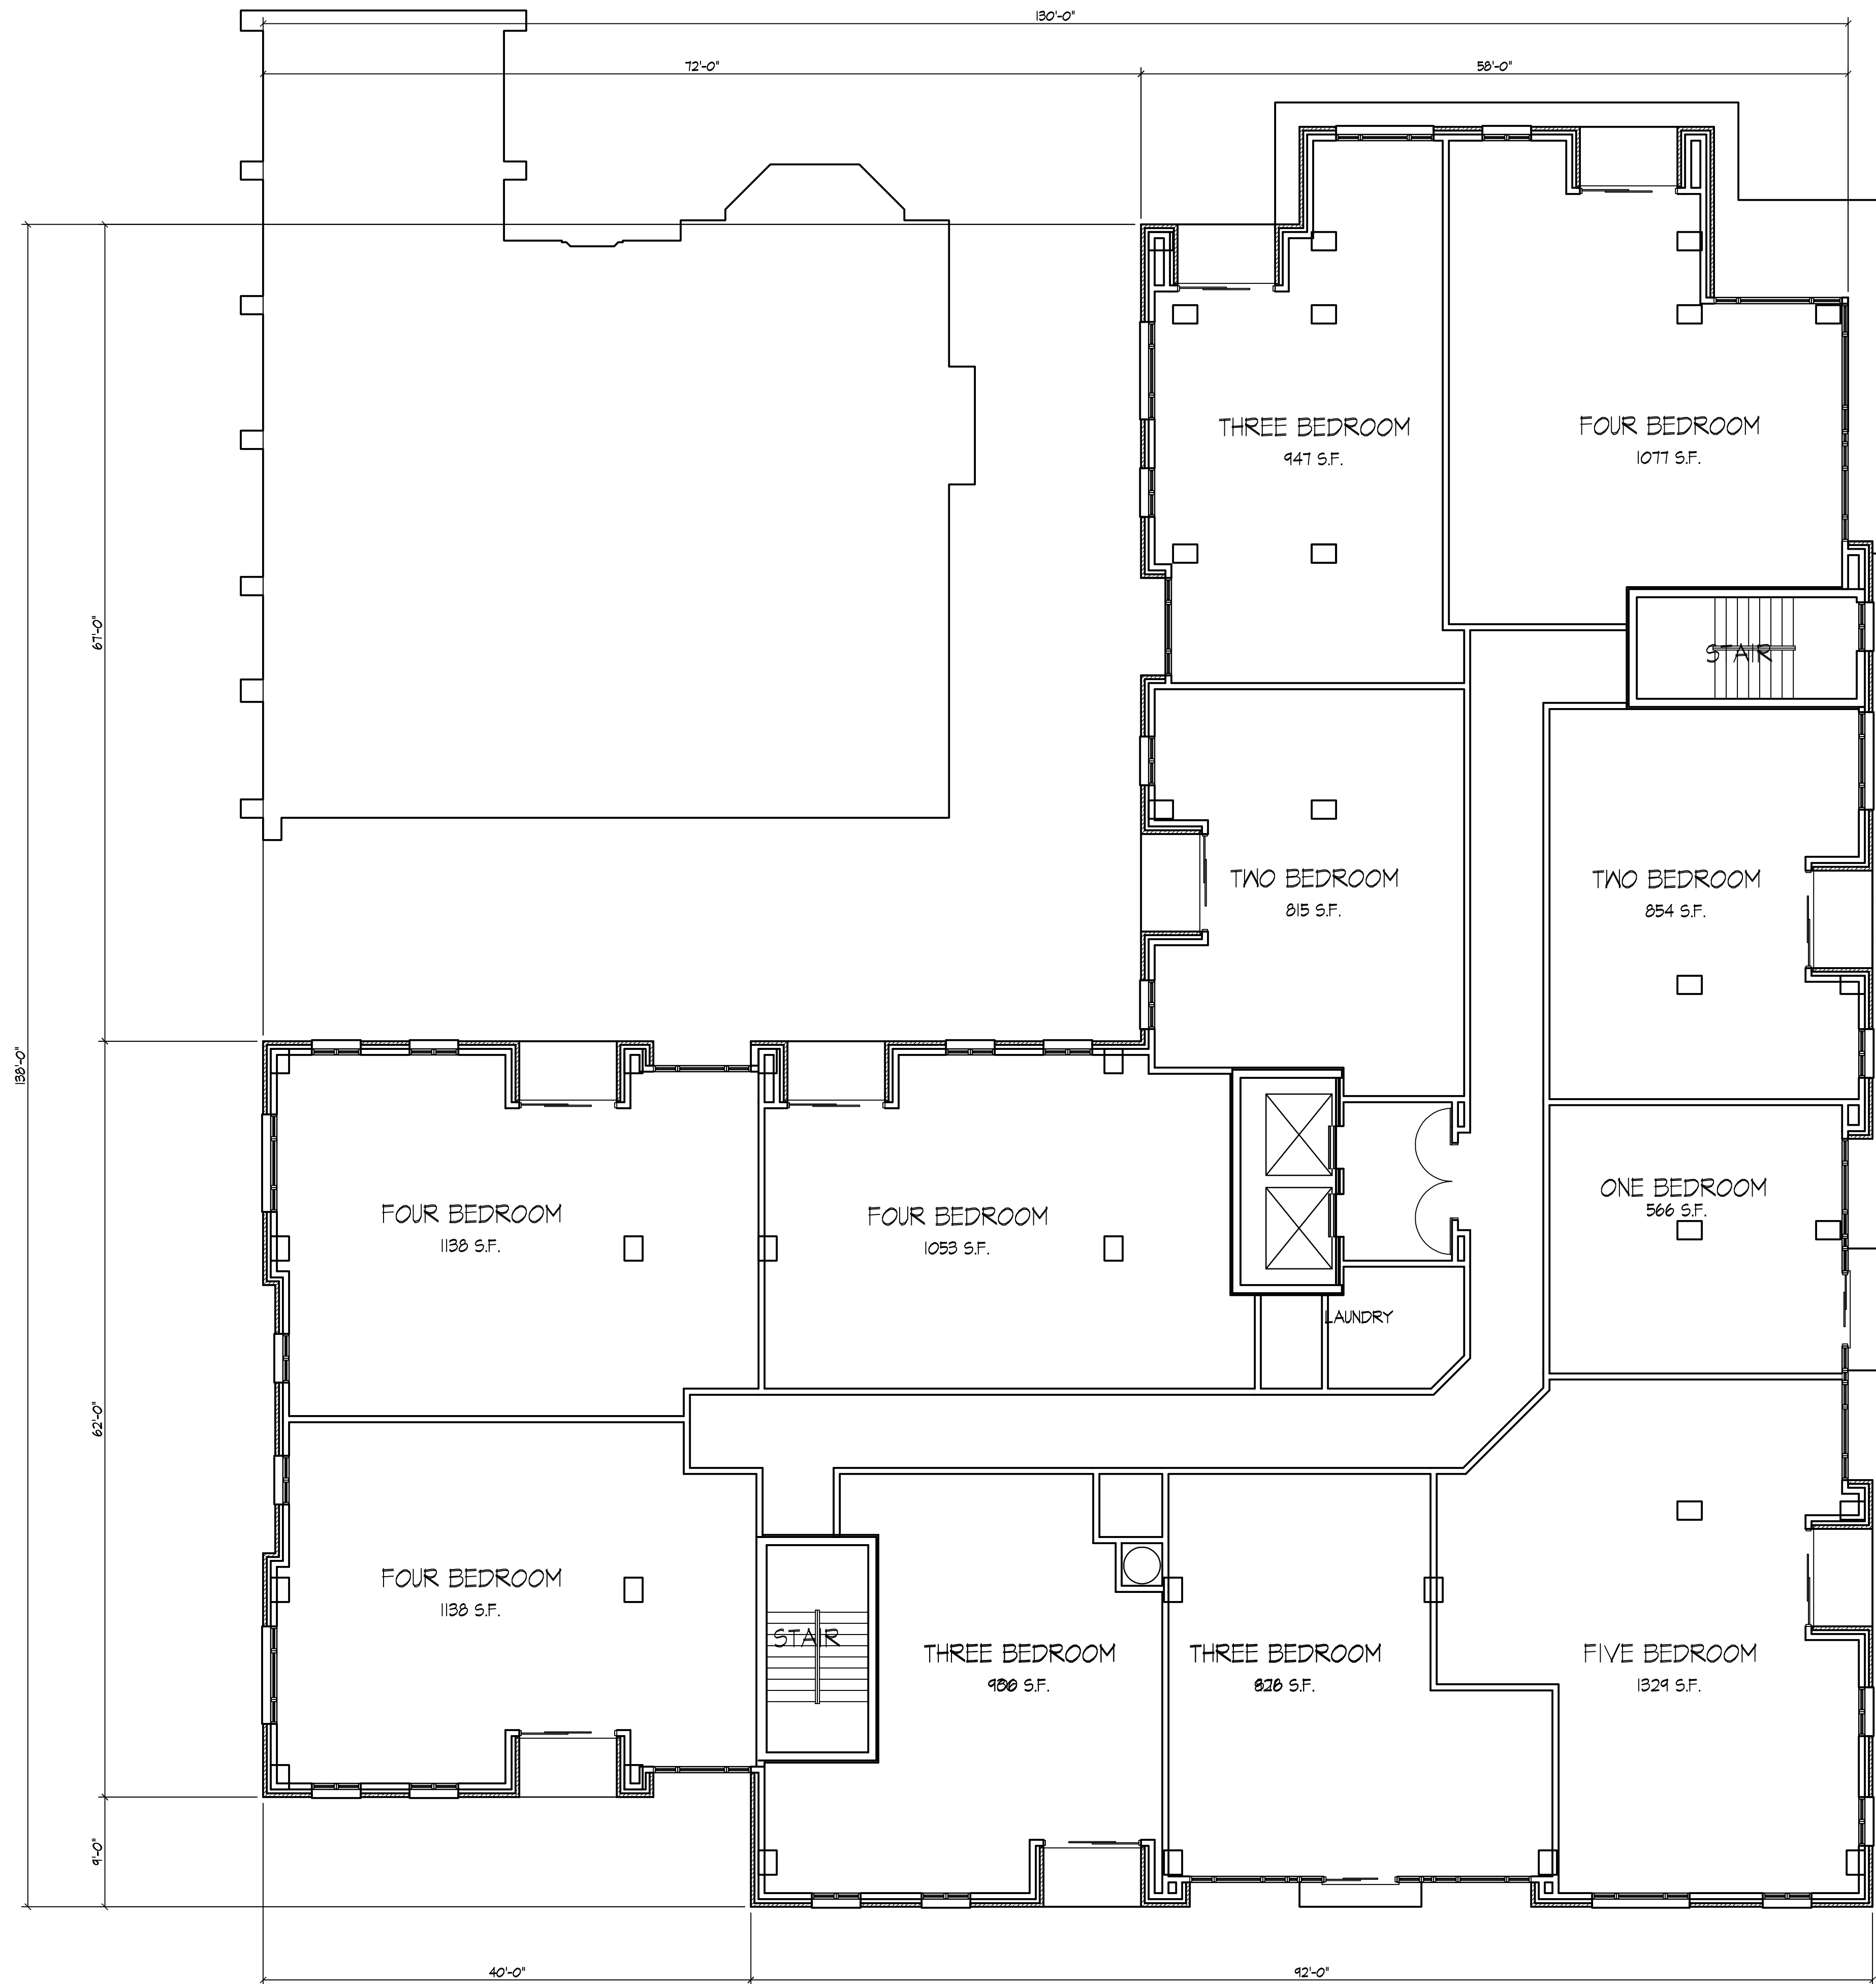 130'-0"
72'-0"
58'-0"
THREE BEDROOM
947 S.F.
FOUR BEDROOM
1077 S.F.
67'-0"
STAIR
TWO BEDROOM
815 S.F.
TWO BEDROOM
854 S.F.
138'-0"
FOUR BEDROOM
1138 S.F.
FOUR BEDROOM
1053 S.F.
ONE BEDROOM
566 S.F.
LAUNDRY
62'-0"
FOUR BEDROOM
1138 S.F.
STAIR
THREE BEDROOM
S.F.
THREE BEDROOM
S.F.
FIVE BEDROOM
1329 S.F.
9'-0"
40'-0"
92'-0"